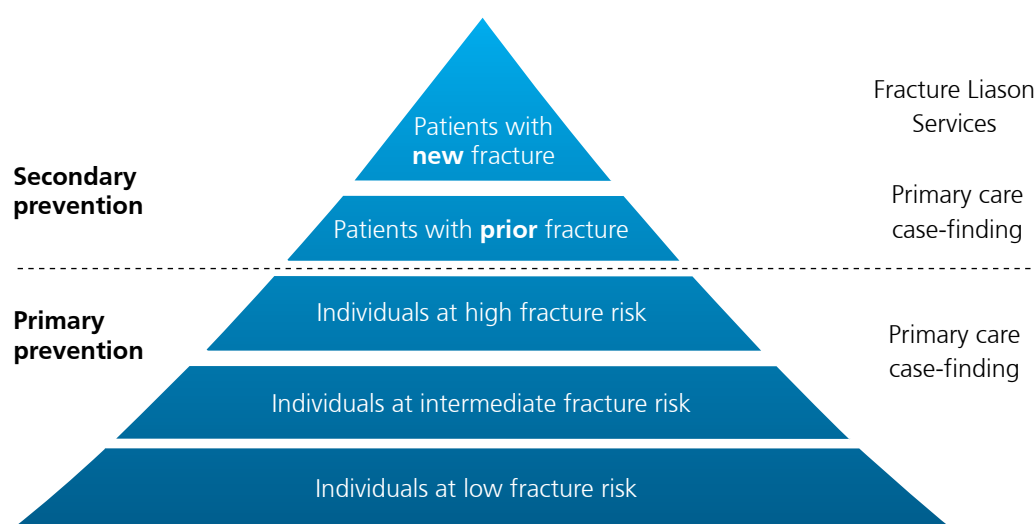 Patients with
new fracture
Fracture Liason
Services
Secondary
prevention
Patients with prior fracture
Primary care
case-finding
Primary
prevention
Individuals at high fracture risk
Primary care
case-finding
Individuals at intermediate fracture risk
Individuals at low fracture risk